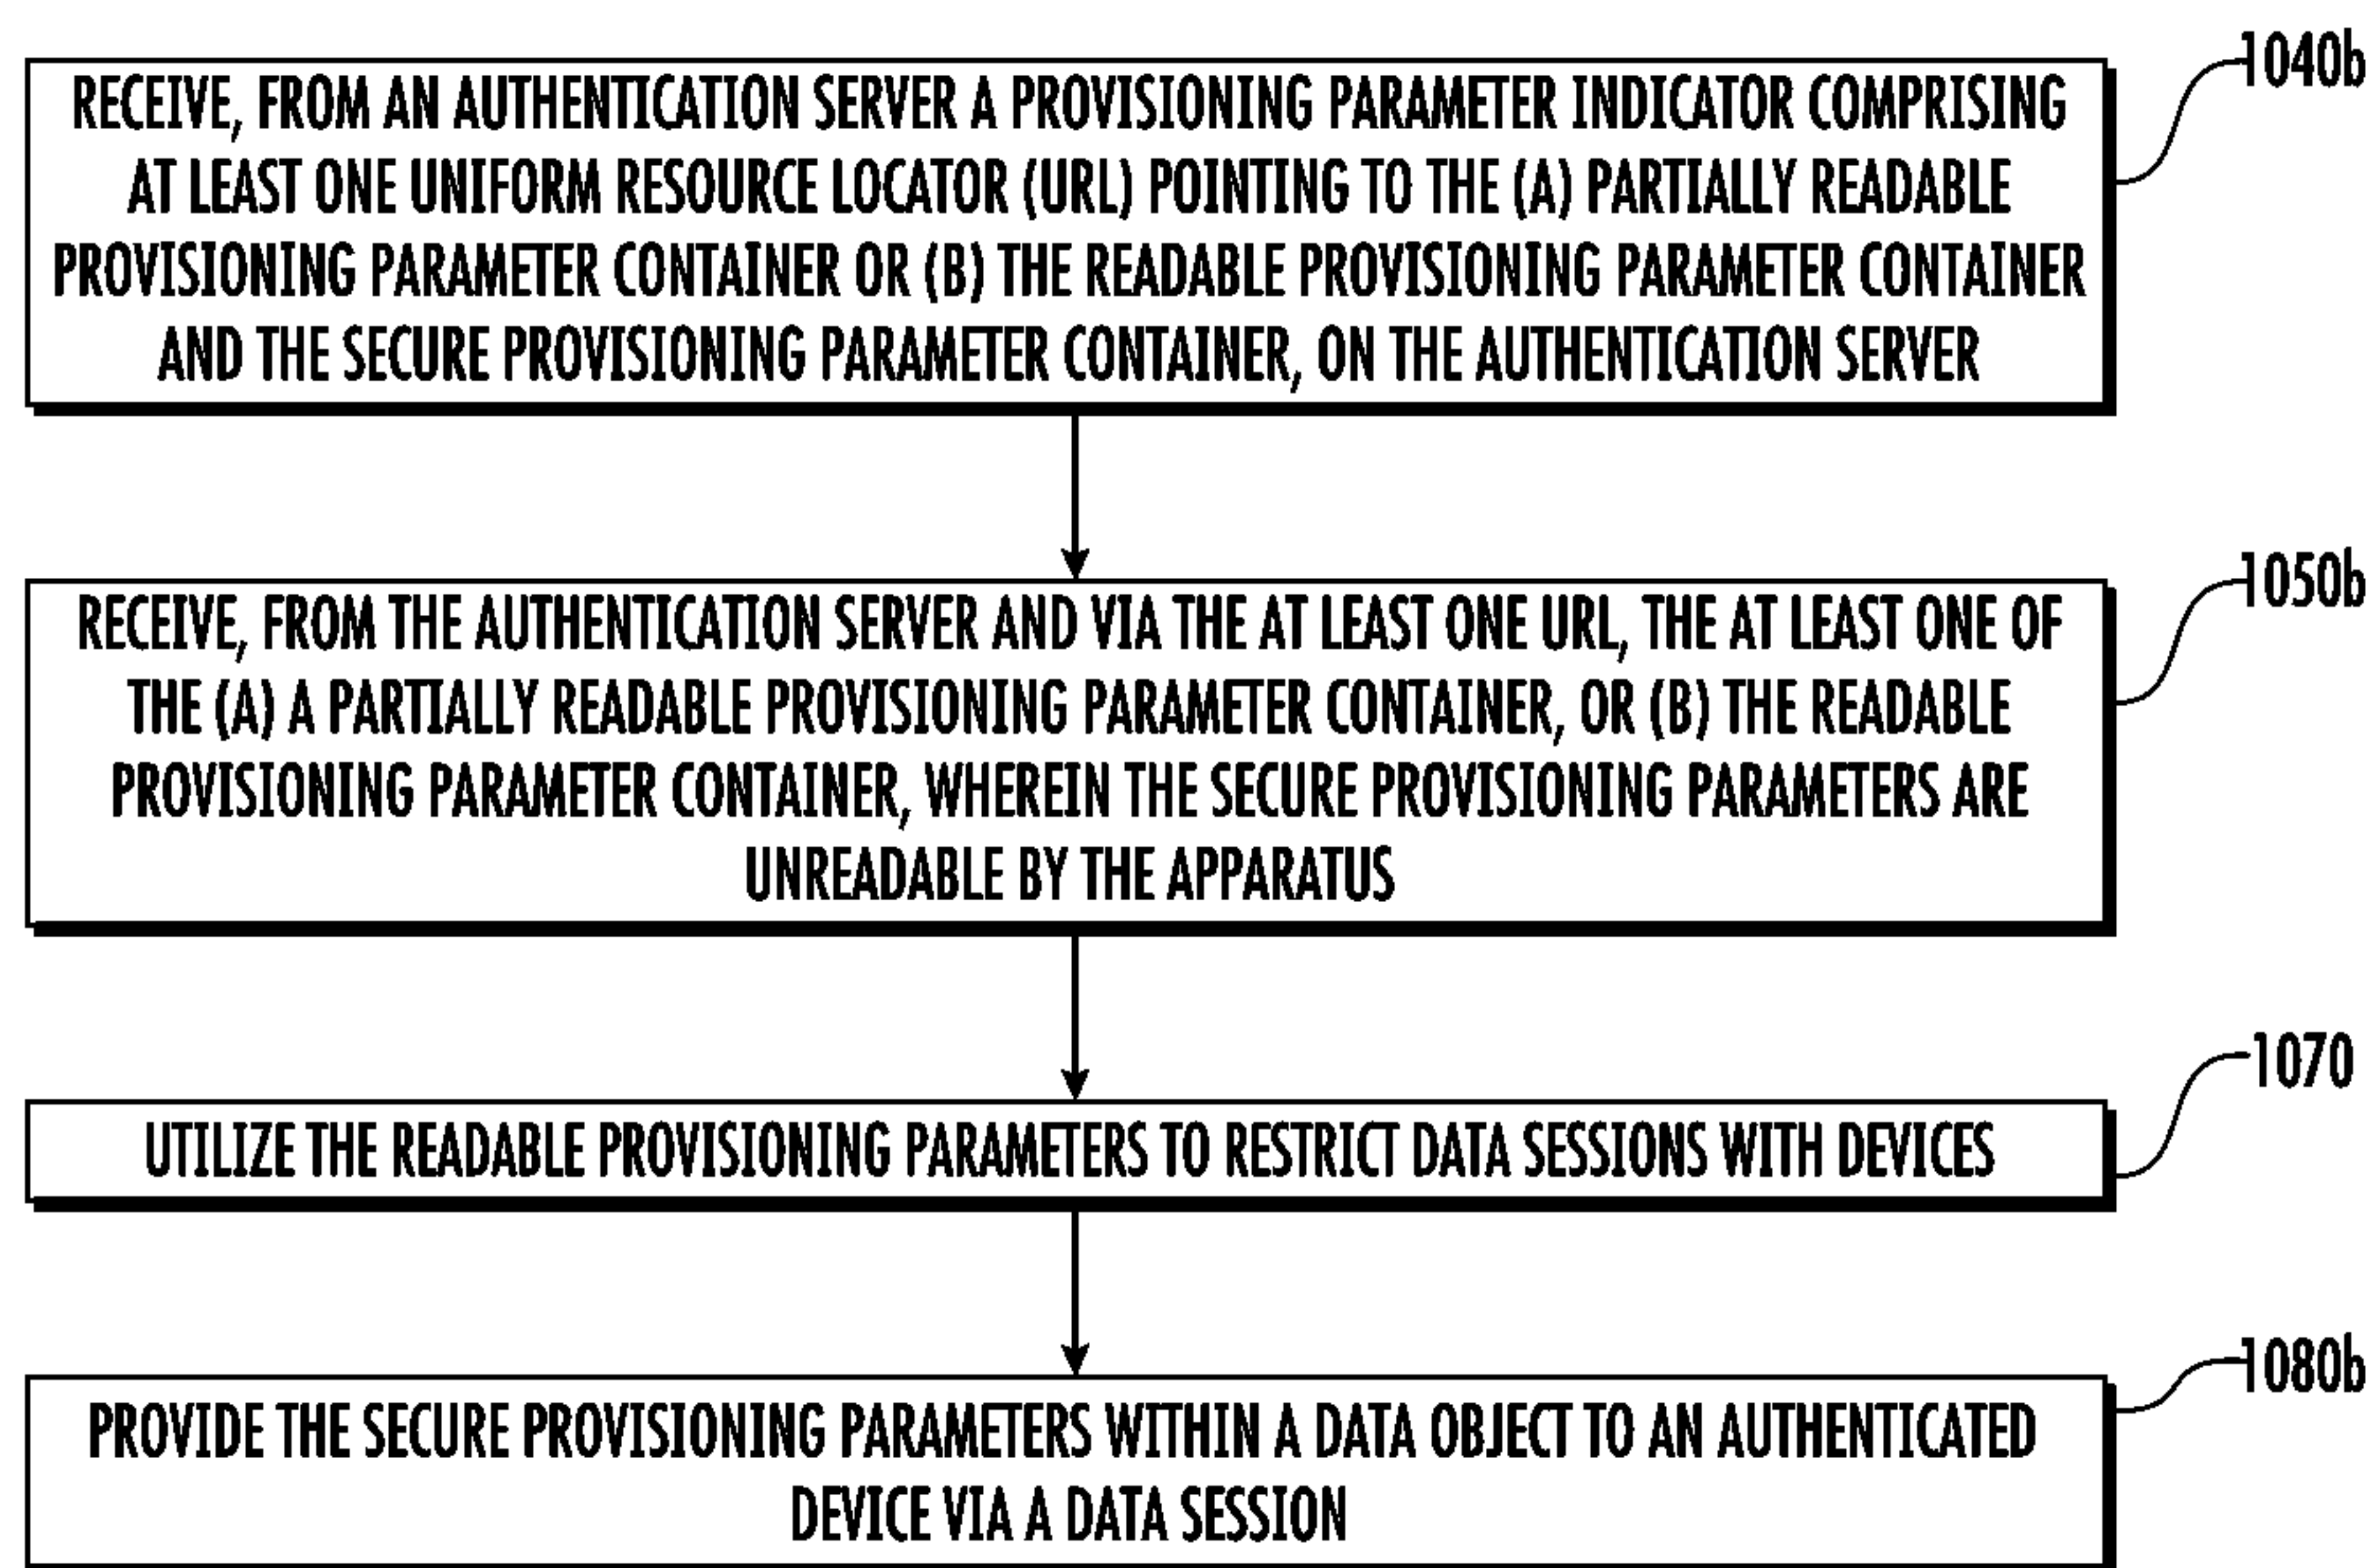 RECEIVE, FROM AN AUTHENTICATION SERVER A PROVISIONING PARAMETER INDICATOR COMPRISING
AT LEAST ONE UNIFORM RESOURCE LOCATOR (URL) POINTING TO THE (A) PARTIALLY READABLE
PROVISIONING PARAMETER CONTAINER OR (B) THE READABLE PROVISIONING PARAMETER CONTAINER
AND THE SECURE PROVISIONING PARAMETER CONTAINER, ON THE AUTHENTICATION SERVER
1040b
RECEIVE, FROM THE AUTHENTICATION SERVER AND VIA THE AT LEAST ONE URL, THE AT LEAST ONE OF
THE (A) A PARTIALLY READABLE PROVISIONING PARAMETER CONTAINER, OR (B) THE READABLE
PROVISIONING PARAMETER CONTAINER, WHEREIN THE SECURE PROVISIONING PARAMETERS ARE
UNREADABLE BY THE APPARATUS
1050b
UTILIZE THE READABLE PROVISIONING PARAMETERS TO RESTRICT DATA SESSIONS WITH DEVICES
1070
PROVIDE THE SECURE PROVISIONING PARAMETERS WITHIN A DATA OBJECT TO AN AUTHENTICATED
DEVICE VIA A DATA SESSION
1080b